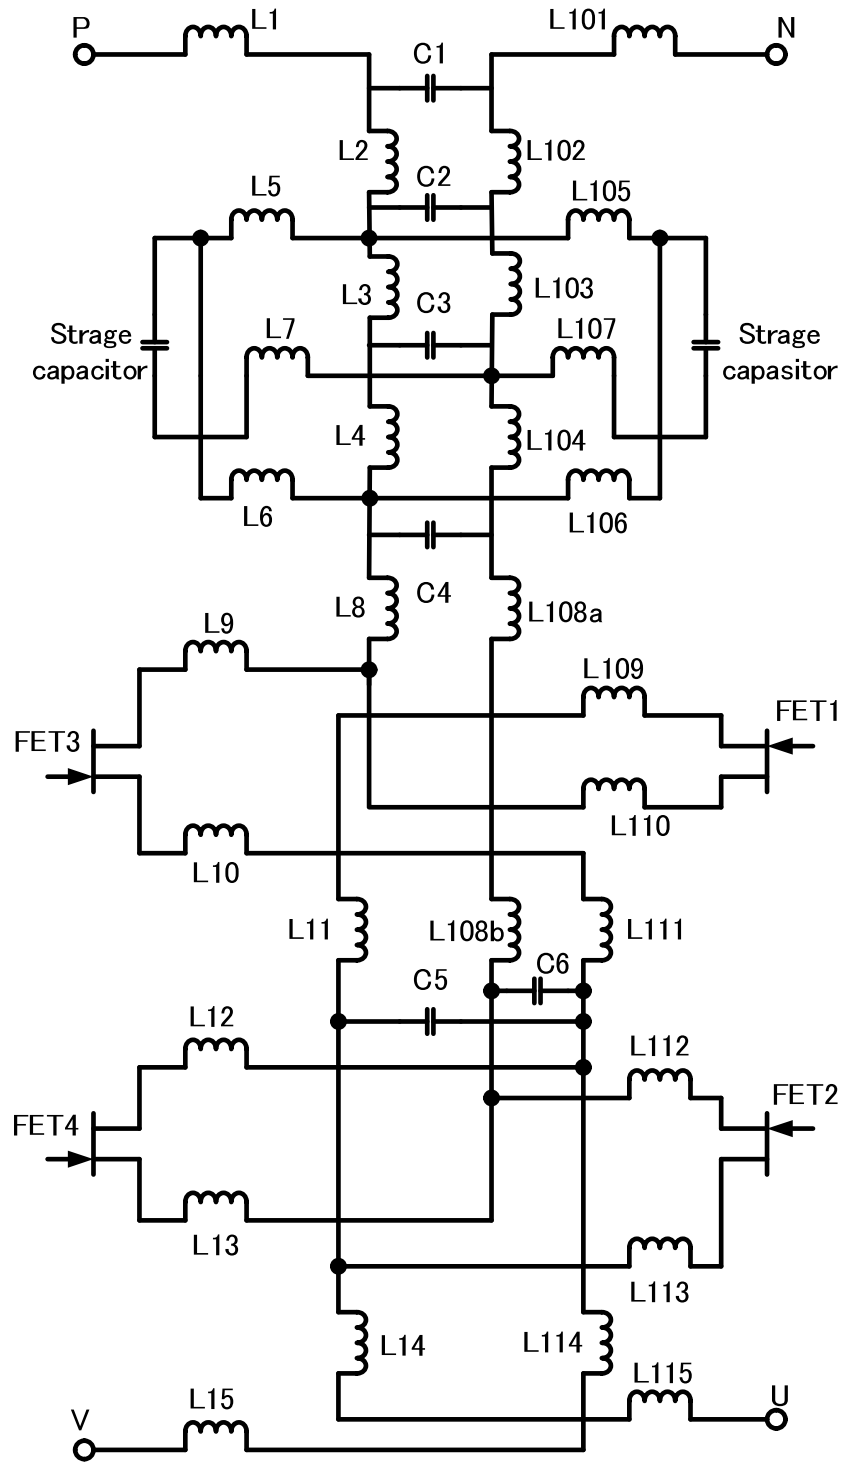 P
L1
L101
N
C1
L2
L102
C2
L5
L105
L3
L103
C3
L7
L107
Strage
capacitor
Strage
capasitor
L4
L104
L6
L106
C4
L8
L108a
L9
L109
FET3
FET1
L110
L10
L11
L108b
L111
C6
C5
L12
L112
FET4
FET2
L13
L113
L14
L114
L115
L15
V
U